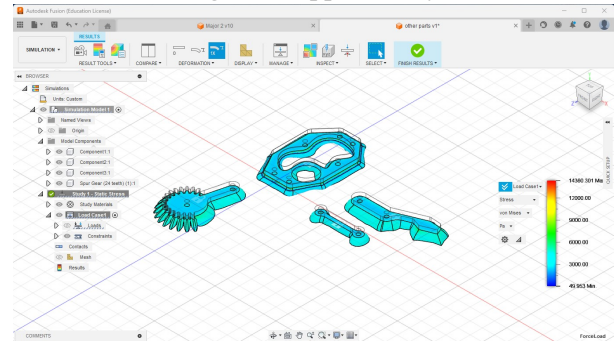 Autodesk Fusion (Education License)
Major 2 v10
other parts v1*
RESULTS
SIMULATION
RESULT TOOLS
COMPARE
DEFORMATION
DISPLAY
MANAGE
INSPECT
SELECT
FINISH RESULTS
BROWSER
Simulations
Units: Custom
Simulation Model 1
Named Views
Origin
Model Components
Component1:1
Component2:1
Component3:1
Spur Gear (24 teeth) (1):1
Study 1 - Static Stress
Study Materials
Load Case1
Loads
Constraints
Contacts
Mesh
Results
Load Case1
Stress
von Mises
Pa
14360.301 Max
12000.00
9000.00
6000.00
3000.00
49.953 Min
QUICK SETUP
Z
X
COMMENTS
ForceLoad